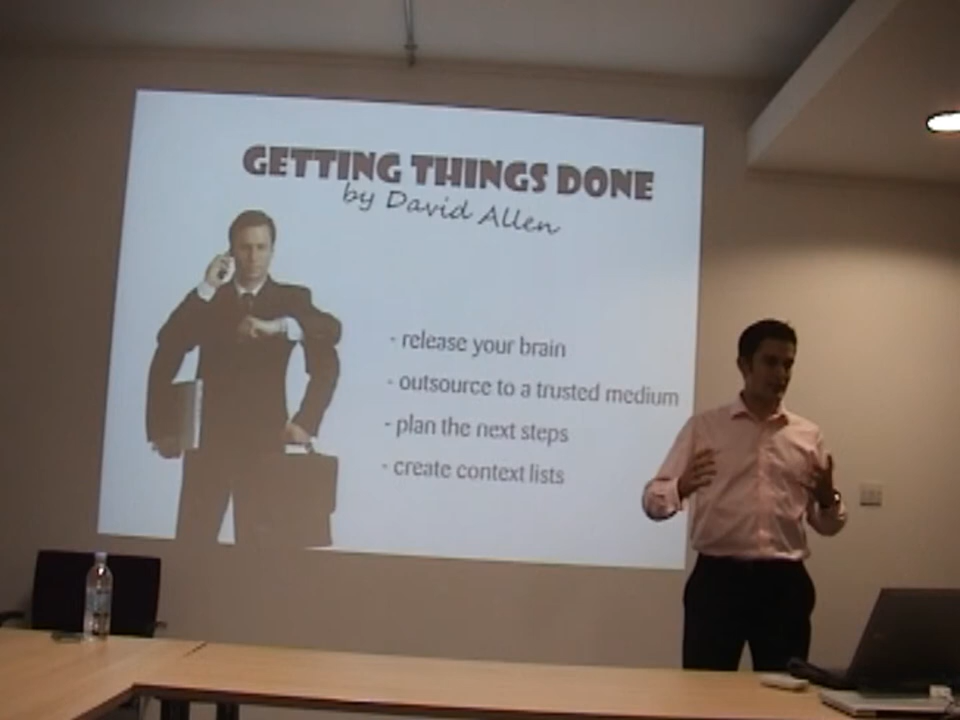 GETTING THINGS DONE
by David Allen
- release your brain
- outsource to a trusted medium
- plan the next steps
- create context lists